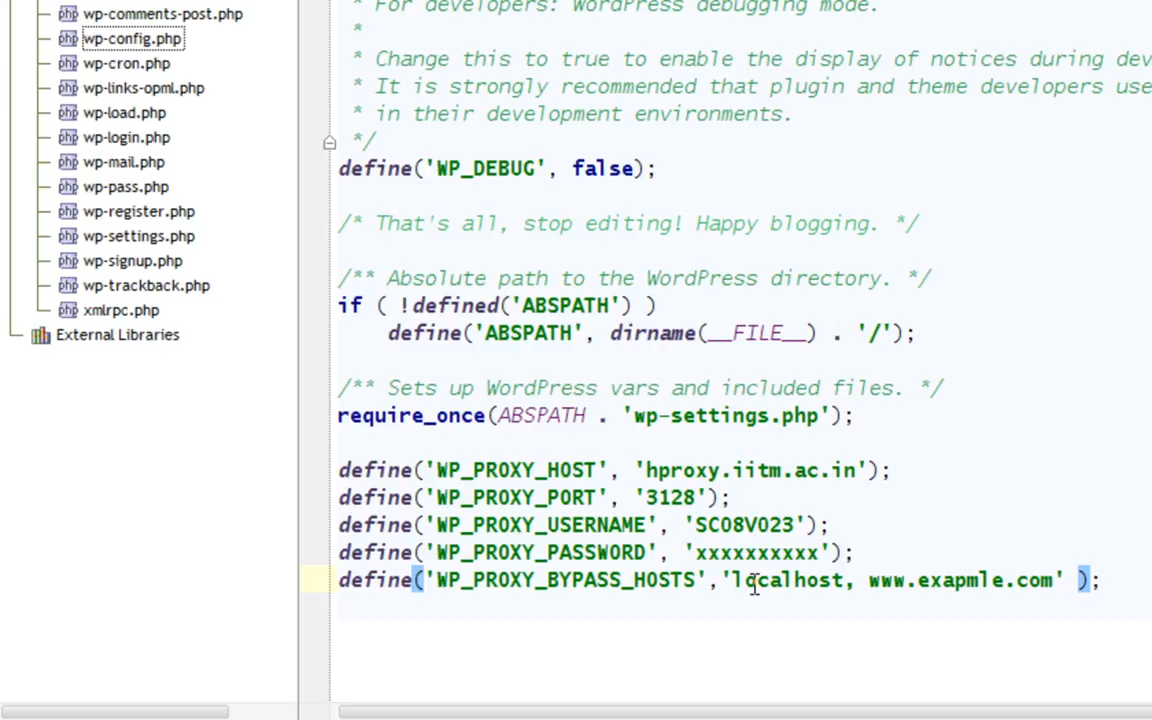 wp-comments-post.php
wp-config.php
wp-cron.php
wp-links-opml.php
wp-load.php
wp-login.php
wp-mail.php
wp-pass.php
wp-register.php
wp-settings.php
wp-signup.php
wp-trackback.php
xmlrpc.php
External Libraries
* For developers: WordPress debugging mode.
*
* Change this to true to enable the display of notices during dev
* It is strongly recommended that plugin and theme developers use
* in their development environments.
*/
define('WP_DEBUG', false);
/* That's all, stop editing! Happy blogging. */
/** Absolute path to the WordPress directory. */
if ( !defined('ABSPATH') )
define('ABSPATH', dirname(__FILE__) . '/');
/** Sets up WordPress vars and included files. */
require_once(ABSPATH . 'wp-settings.php');
define('WP_PROXY_HOST', 'hproxy.iitm.ac.in');
define('WP_PROXY_PORT', '3128');
define('WP_PROXY_USERNAME', 'SC08V023');
define('WP_PROXY_PASSWORD', 'xxxxxxxxxx');
define('WP_PROXY_BYPASS_HOSTS','localhost, www.exapmle.com' );